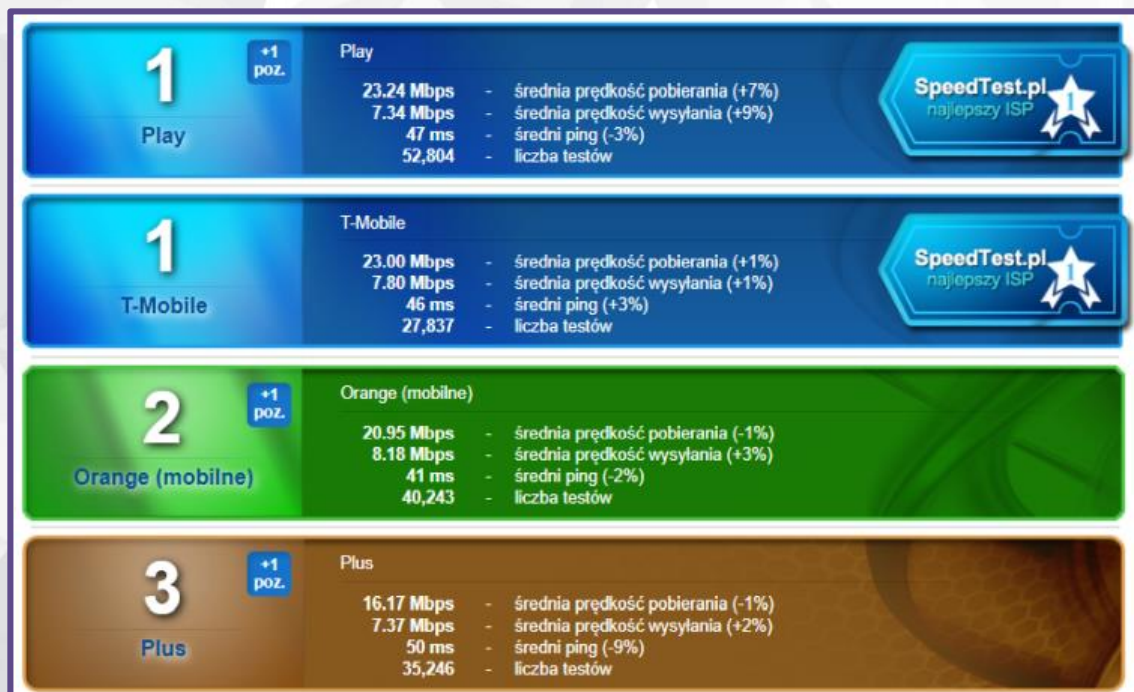 1
+1
poz.
Play
Play
23.24 Mbps - średnia prędkość pobierania (+7%)
7.34 Mbps - średnia prędkość wysyłania (+9%)
47 ms - średni ping (-3%)
52,804 - liczba testów
SpeedTest.pl
najlepszy ISP
1
1
T-Mobile
T-Mobile
23.00 Mbps - średnia prędkość pobierania (+1%)
7.80 Mbps - średnia prędkość wysyłania (+1%)
46 ms - średni ping (+3%)
27,837 - liczba testów
SpeedTest.pl
najlepszy ISP
1
2
+1
poz.
Orange (mobilne)
Orange (mobilne)
20.95 Mbps - średnia prędkość pobierania (-1%)
8.18 Mbps - średnia prędkość wysyłania (+3%)
41 ms - średni ping (-2%)
40,243 - liczba testów
3
+1
poz.
Plus
Plus
16.17 Mbps - średnia prędkość pobierania (-1%)
7.37 Mbps - średnia prędkość wysyłania (+2%)
50 ms - średni ping (-9%)
35,246 - liczba testów